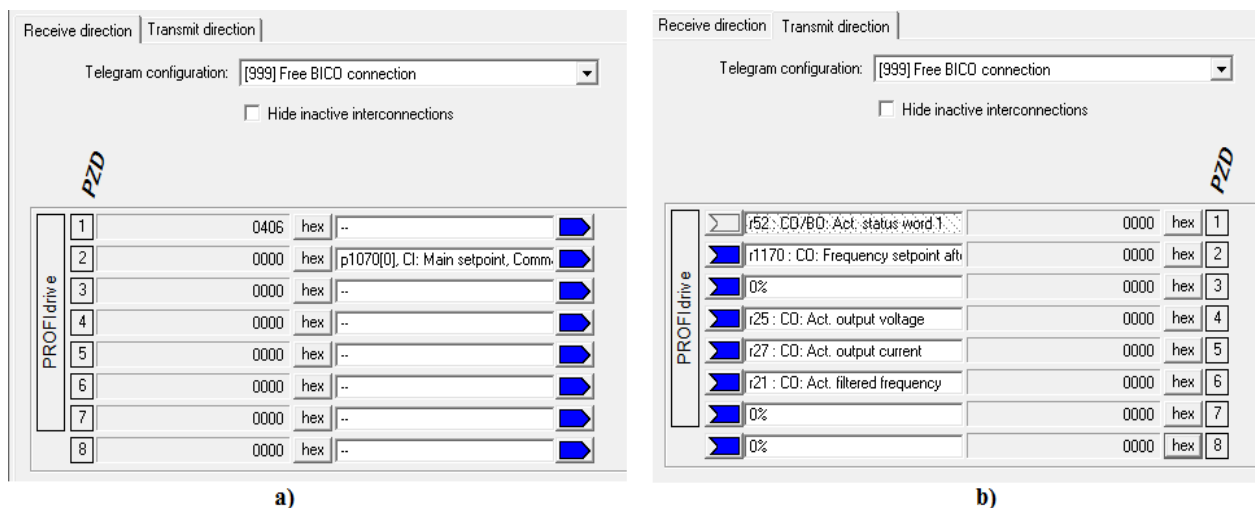 Receive direction Transmit direction
Telegram configuration: [999] Free BICO connection
Hide inactive interconnections
PZD
PROFIdrive
1 0406 hex --
2 0000 hex p1070[0], CI: Main setpoint, Comm
3 0000 hex --
4 0000 hex --
5 0000 hex --
6 0000 hex --
7 0000 hex --
8 0000 hex --
a)
Receive direction Transmit direction
Telegram configuration: [999] Free BICO connection
Hide inactive interconnections
PZD
PROFIdrive
r52 : CO/BO: Act. status word 1 0000 hex 1
r1170 : CO: Frequency setpoint aft 0000 hex 2
0% 0000 hex 3
r25 : CO: Act. output voltage 0000 hex 4
r27 : CO: Act. output current 0000 hex 5
r21 : CO: Act. filtered frequency 0000 hex 6
0% 0000 hex 7
0% 0000 hex 8
b)